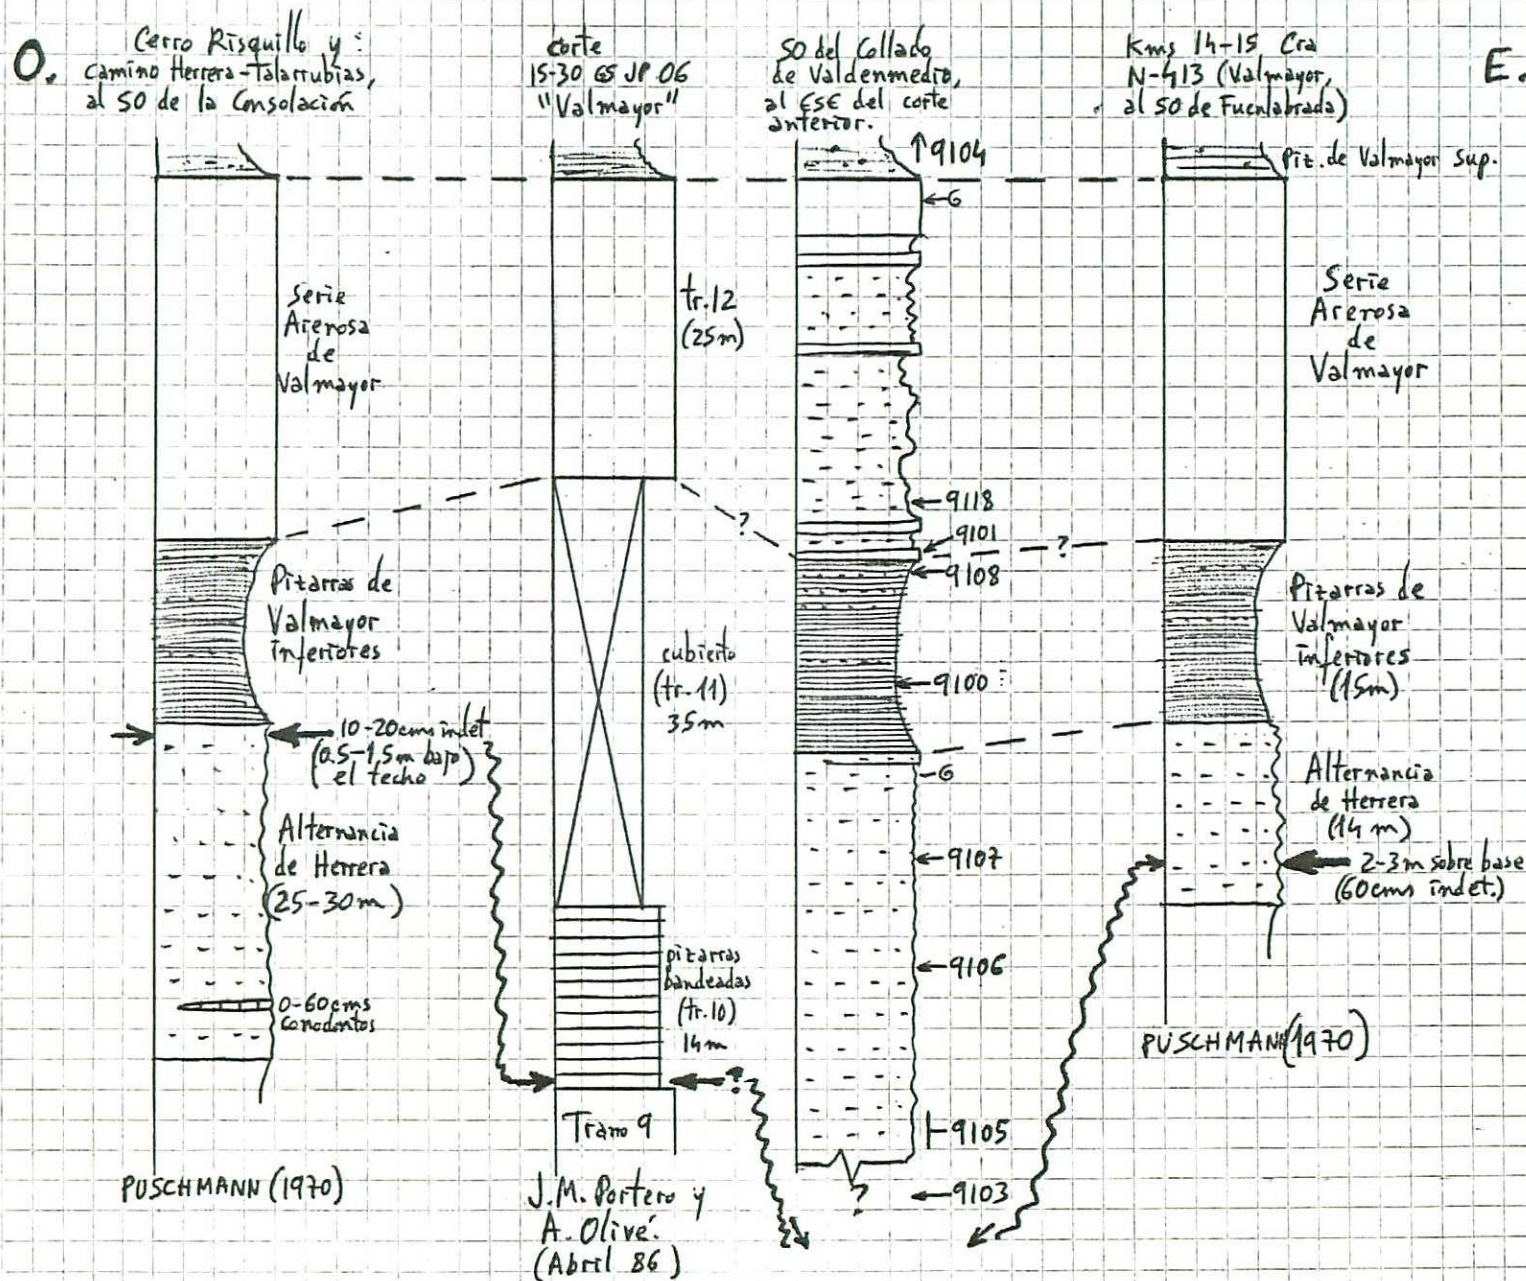 O.
Cerro Risquillo y :
Camino Herrera-Talarrubias,
al SO de la Consolación
corte
15-30 GS JP 06
"Valmayor"
SO del Collado
de Valdenmedio,
al ESE del corte
anterior.
Kms 14-15 Cra
N-413 (Valmayor,
al SO de Fuenlabrada)
E.
↑9104
Piz. de Valmayor Sup.
←G
Serie
Arenosa
de
Valmayor
tr.12
(25m)
Serie
Arenosa
de
Valmayor
←9118
?
←9101
?
←9108
Pizarras de
Valmayor
inferiores
cubierto
(tr.11)
35m
←9100
Pizarras de
Valmayor
inferiores
(15m)
10-20cms indet
(0.5-1,5m bajo
el techo)
?
-G
Alternancia
de Herrera
(25-30m)
←9107
Alternancia
de Herrera
(14 m)
2-3m sobre base
(60cms indet.)
0-60cms
conodontos
pizarras
bandeadas
(tr.10)
14m
←9106
PUSCHMANN (1970)
?
Tramo 9
9105
?
←9103
PUSCHMANN (1970)
J.M. Portero y
A. Olivé.
(Abril 86)